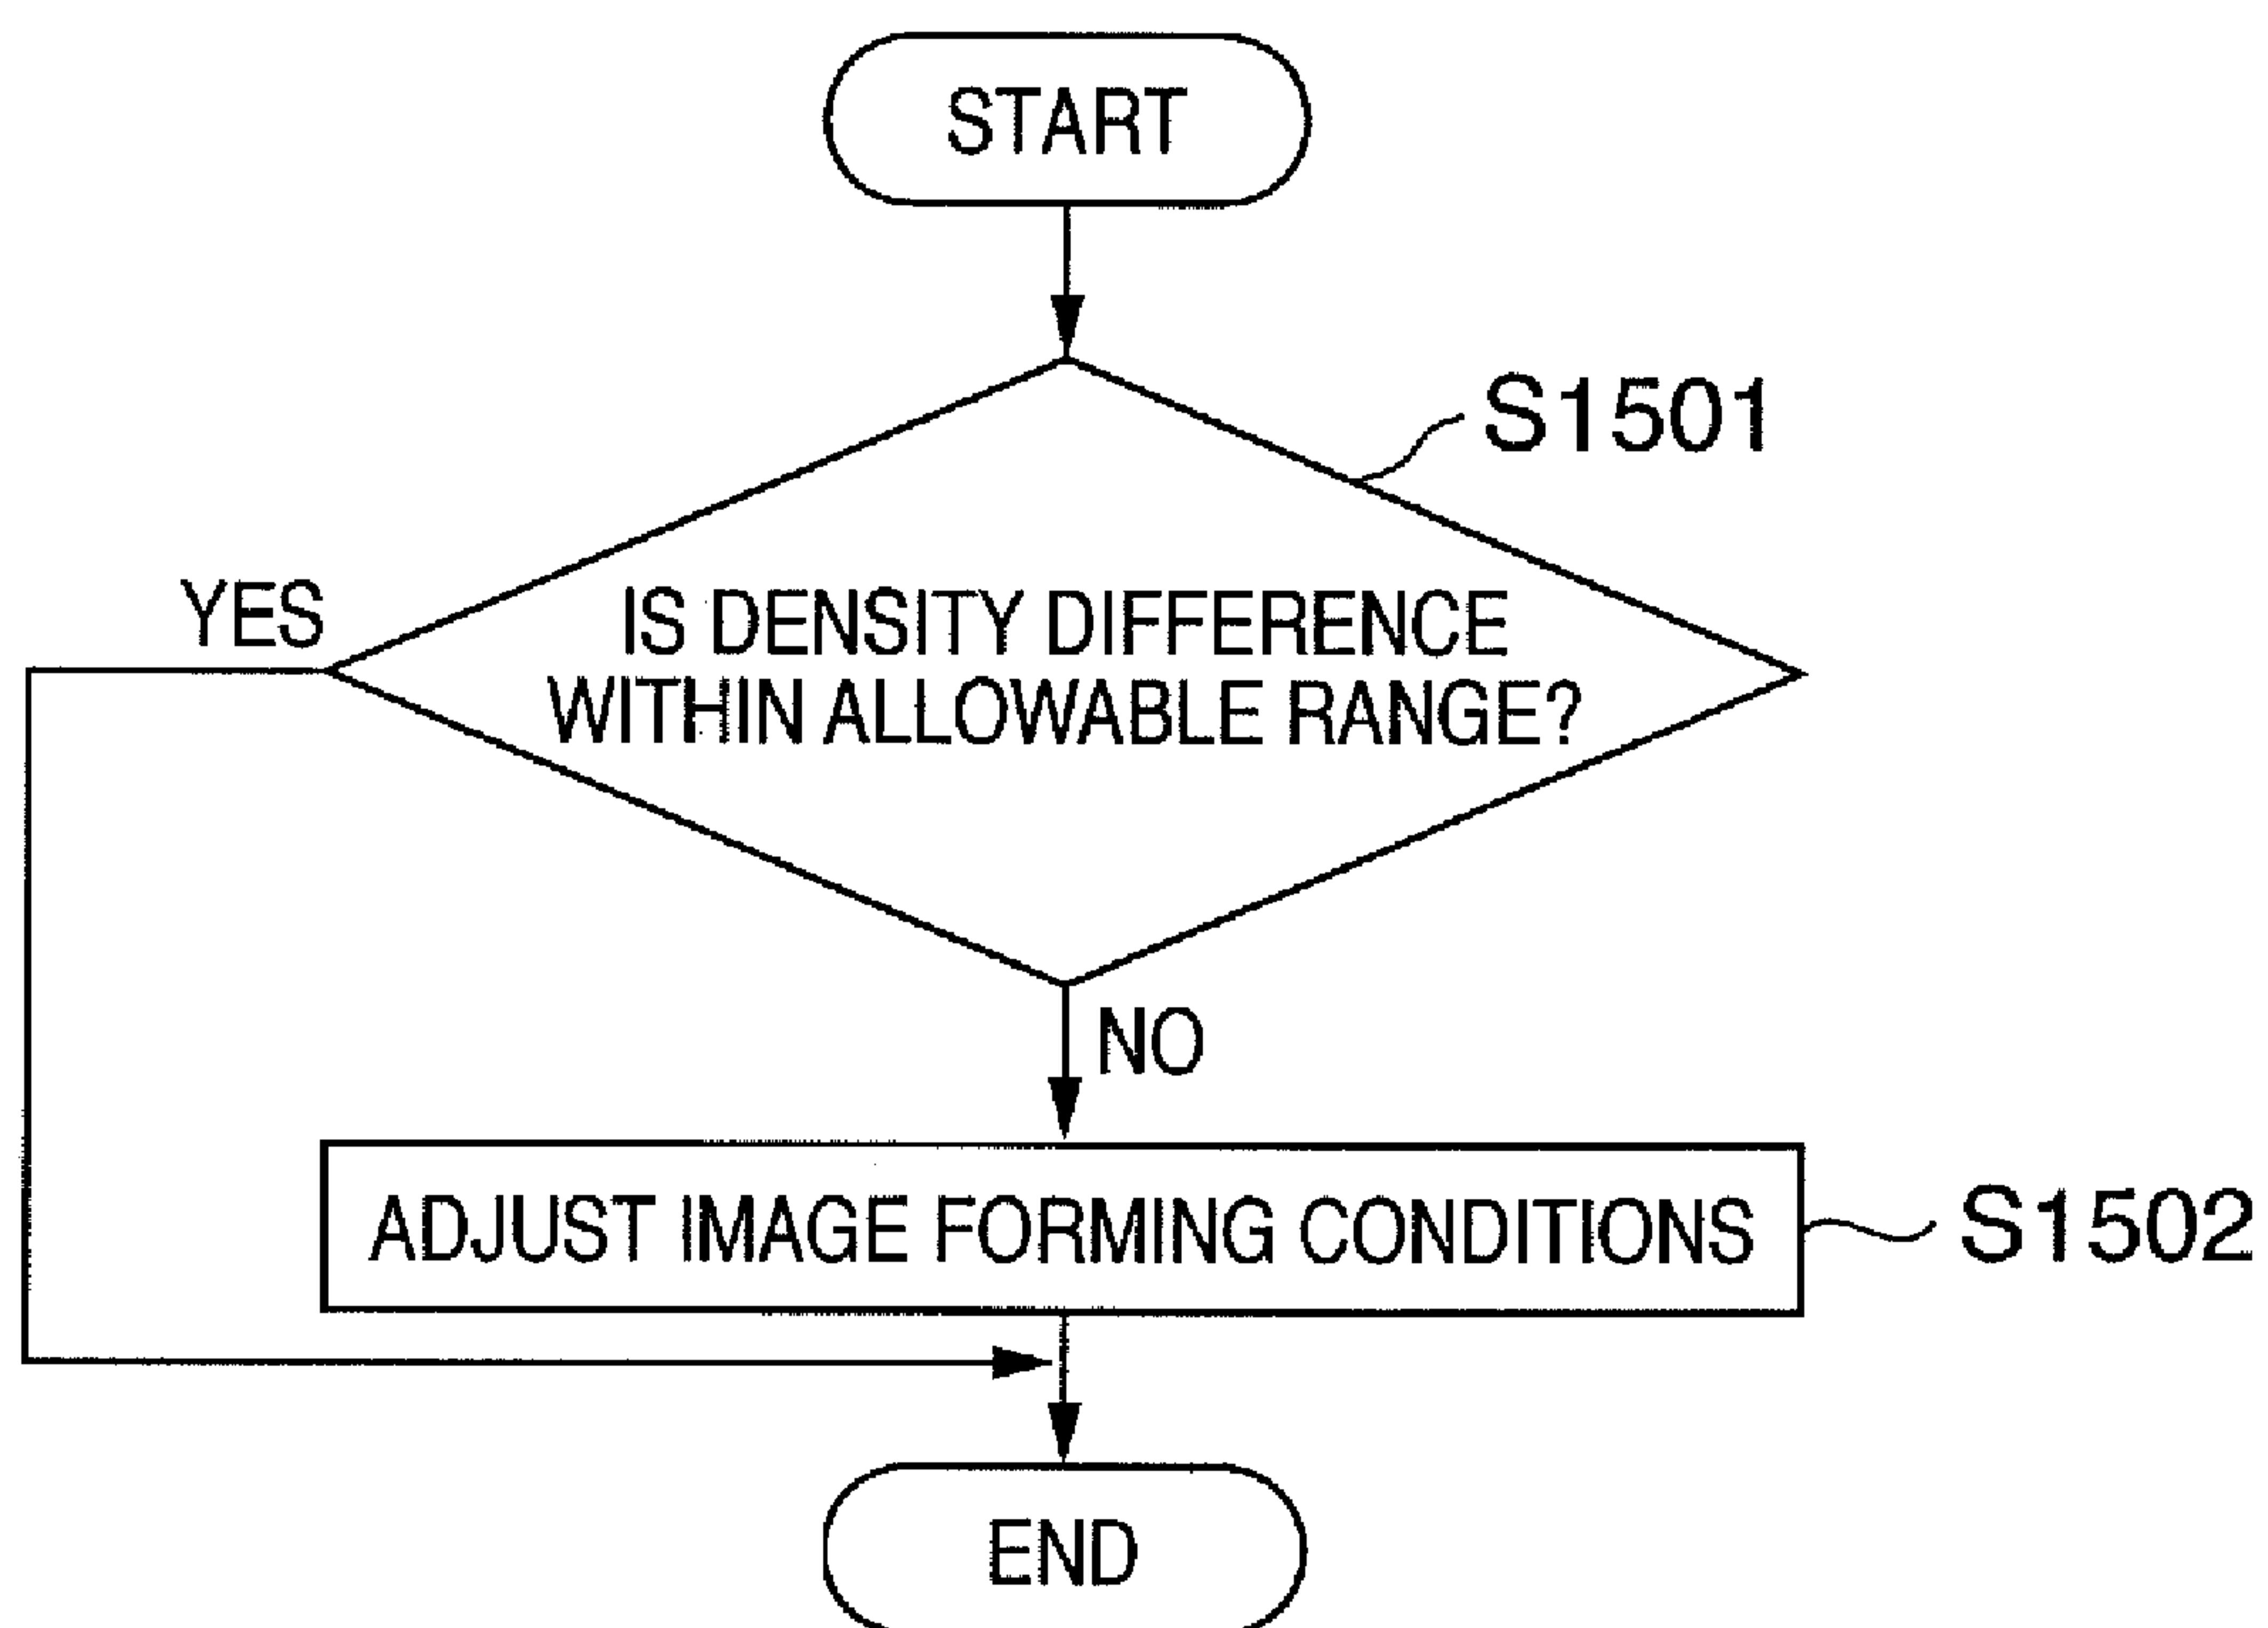 START
S1501
YES
IS DENSITY DIFFERENCE
WITHIN ALLOWABLE RANGE?
NO
ADJUST IMAGE FORMING CONDITIONS
S1502
END